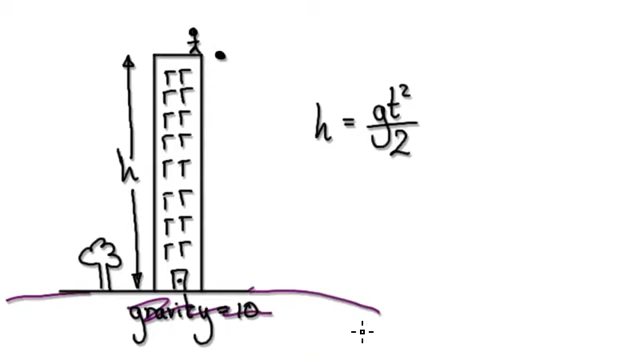 h
h = gt²/2
gravity = 10